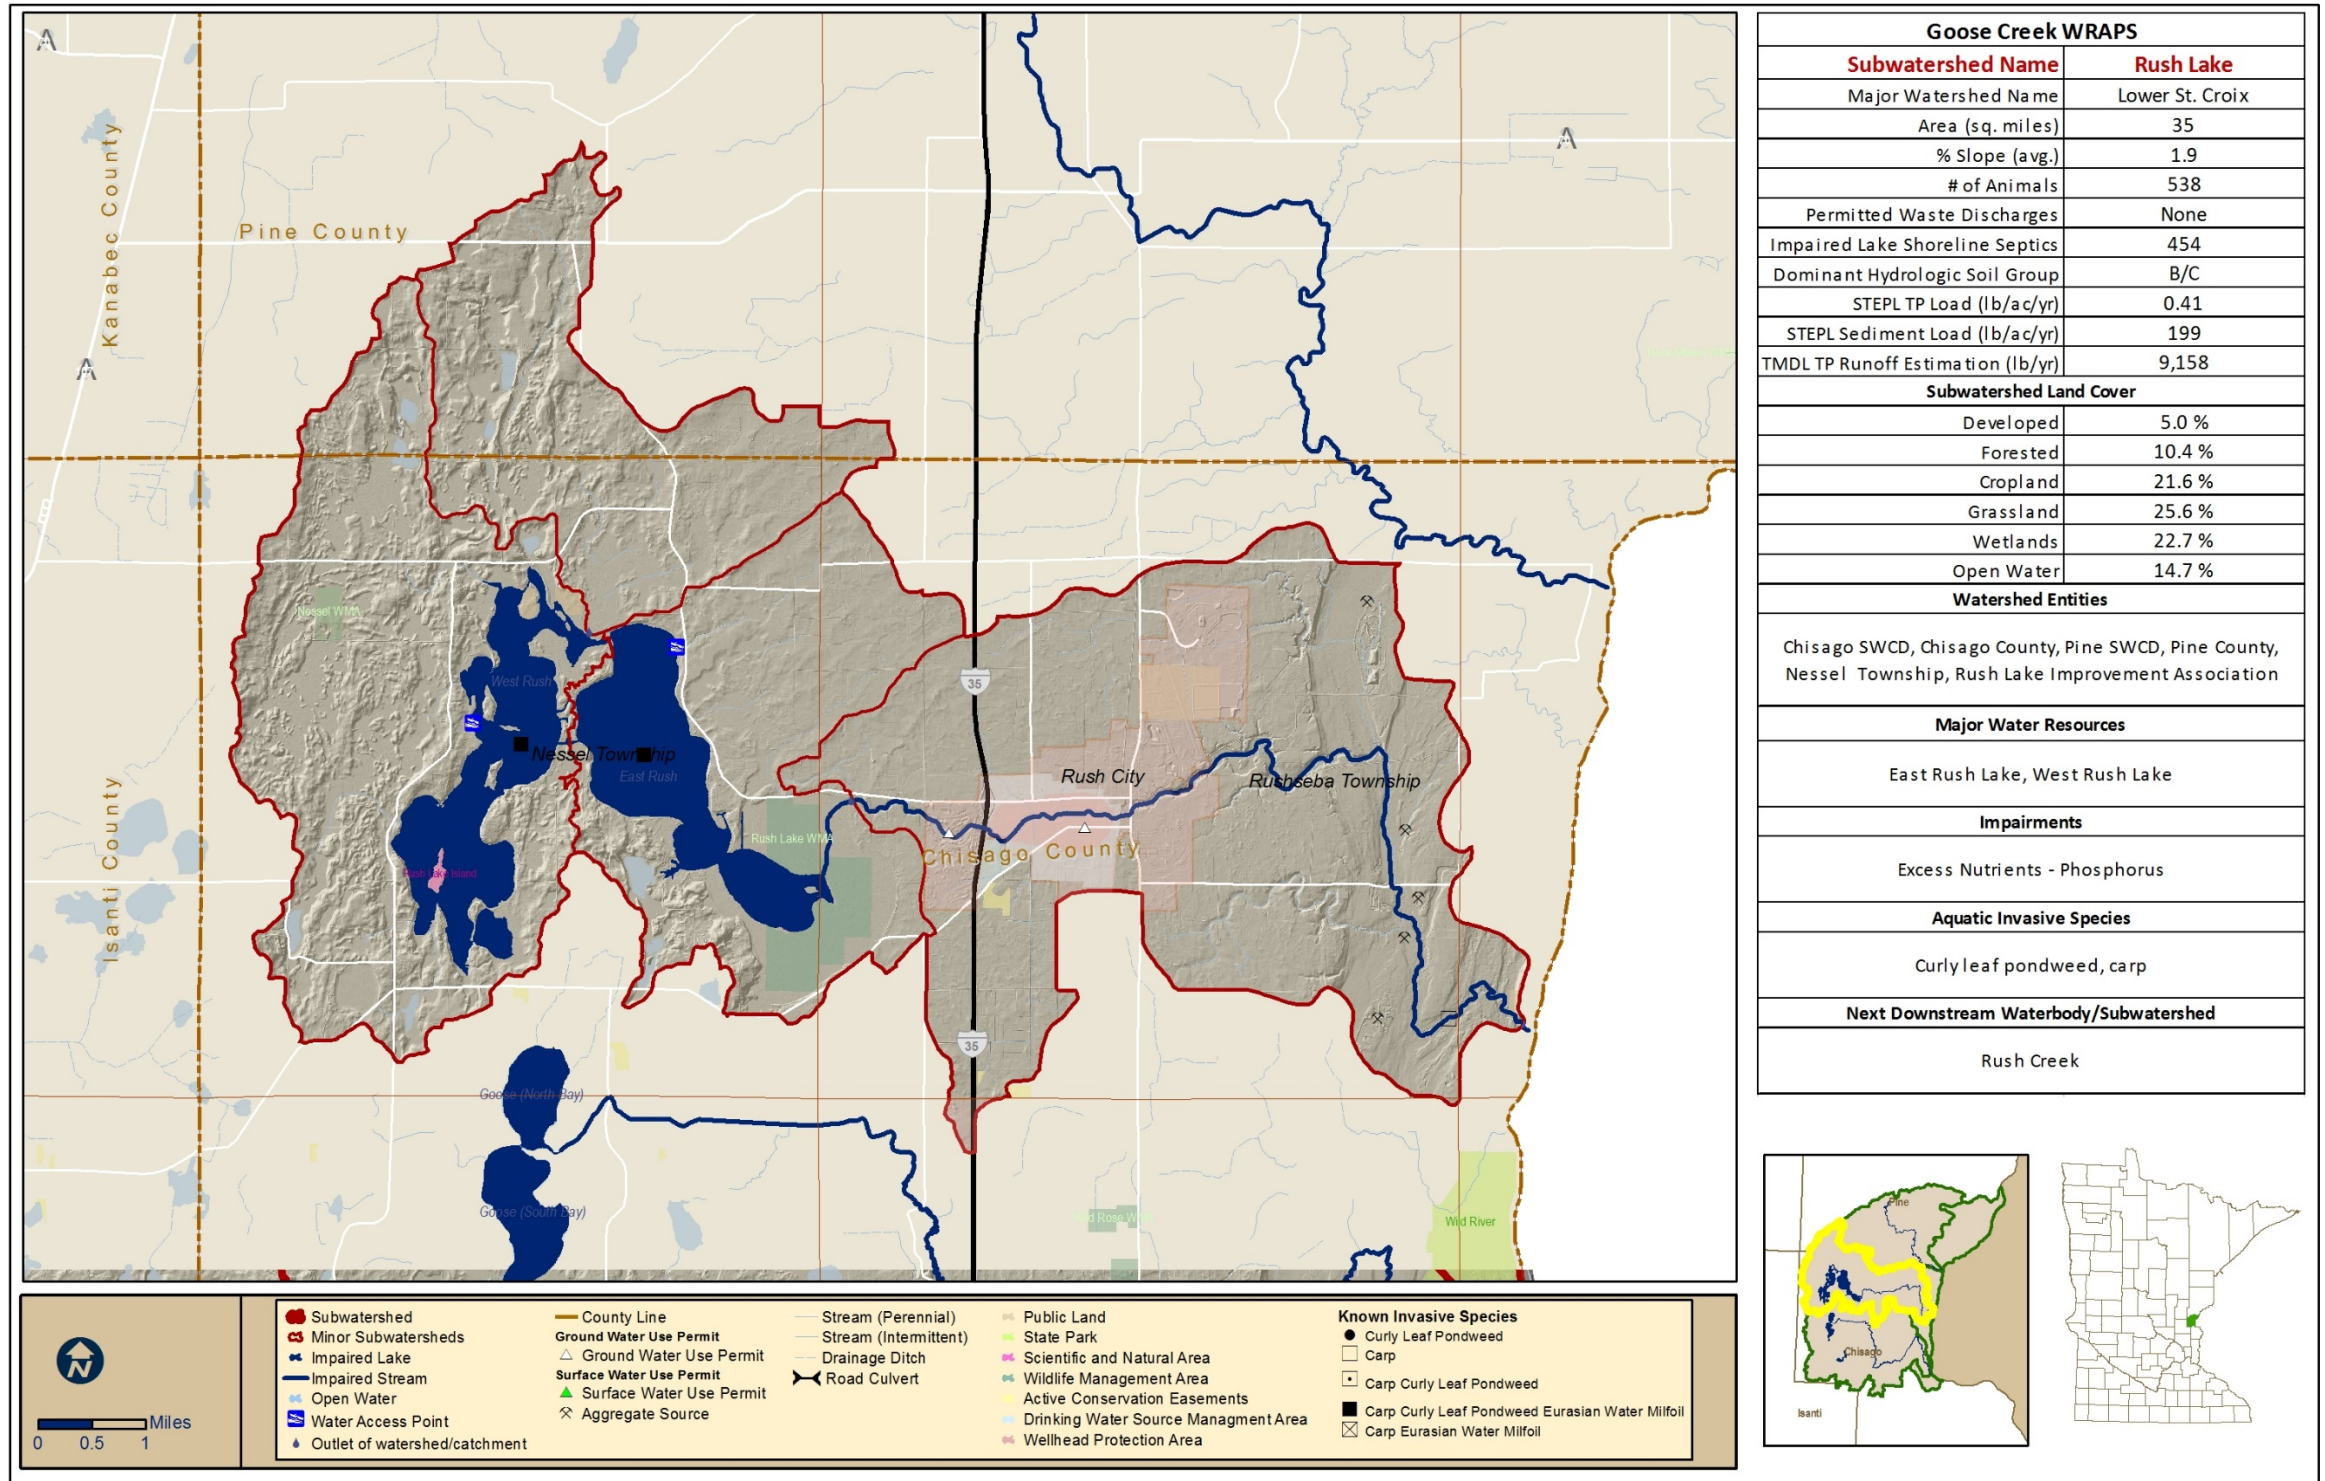 Kanabec County
Pine County
Isanti County
Nessel WMA
West Rush
Nessel Township
East Rush
Rush Lake Island
Rush Lake WMA
35
Rush City
Rushseba Township
Chisago County
35
Goose (North Bay)
Goose (South Bay)
Wild River
Goose Creek WRAPS
Subwatershed Name Rush Lake
Major Watershed Name Lower St. Croix
Area (sq. miles) 35
% Slope (avg.) 1.9
# of Animals 538
Permitted Waste Discharges None
Impaired Lake Shoreline Septics 454
Dominant Hydrologic Soil Group B/C
STEPL TP Load (lb/ac/yr) 0.41
STEPL Sediment Load (lb/ac/yr) 199
TMDL TP Runoff Estimation (lb/yr) 9,158
Subwatershed Land Cover
Developed 5.0 %
Forested 10.4 %
Cropland 21.6 %
Grassland 25.6 %
Wetlands 22.7 %
Open Water 14.7 %
Watershed Entities
Chisago SWCD, Chisago County, Pine SWCD, Pine County,
Nessel Township, Rush Lake Improvement Association
Major Water Resources
East Rush Lake, West Rush Lake
Impairments
Excess Nutrients - Phosphorus
Aquatic Invasive Species
Curly leaf pondweed, carp
Next Downstream Waterbody/Subwatershed
Rush Creek
Pine
Chisago
Isanti
N
Miles
0 0.5 1
Subwatershed
Minor Subwatersheds
Impaired Lake
Impaired Stream
Open Water
Water Access Point
Outlet of watershed/catchment
County Line
Ground Water Use Permit
Ground Water Use Permit
Surface Water Use Permit
Surface Water Use Permit
Aggregate Source
Stream (Perennial)
Stream (Intermittent)
Drainage Ditch
Road Culvert
Public Land
State Park
Scientific and Natural Area
Wildlife Management Area
Active Conservation Easements
Drinking Water Source Managment Area
Wellhead Protection Area
Known Invasive Species
Curly Leaf Pondweed
Carp
Carp Curly Leaf Pondweed
Carp Curly Leaf Pondweed Eurasian Water Milfoil
Carp Eurasian Water Milfoil